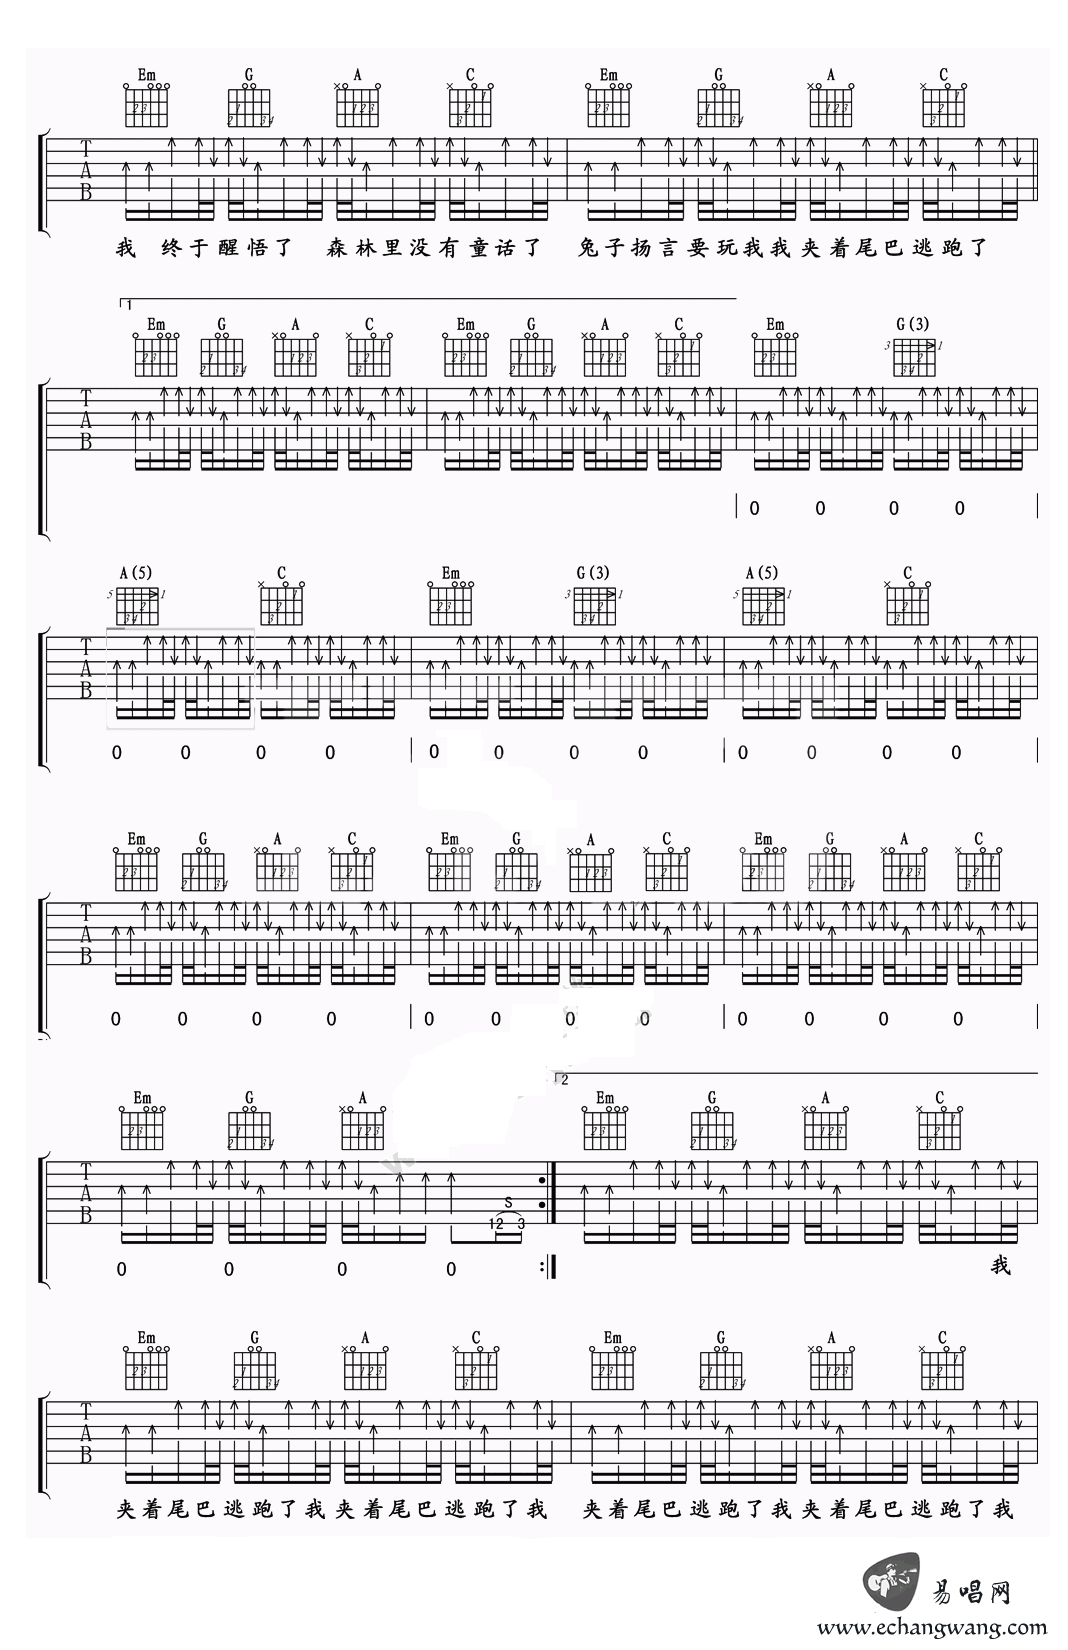 Em G A C Em G A C
T
A
B
我 终于醒悟了 森林里没有童话了 兔子扬言要玩我我夹着尾巴逃跑了
1
Em G A C Em G A C Em G(3)
3 1
T
A
B
0 0 0 0
A(5) C Em G(3) A(5) C
5 1 3 1 5 1
T
A
B
0 0 0 0 0 0 0 0 0 0 0 0
Em G A C Em G A C Em G A C
T
A
B
0 0 0 0 0 0 0 0 0 0 0 0
2
Em G A Em G A C
T
A
B
S
12 3
0 0 0 0 我
Em G A C Em G A C
T
A
B
夹着尾巴逃跑了我夹着尾巴逃跑了我 夹着尾巴逃跑了我夹着尾巴逃跑了我
易唱网
www.echangwang.com